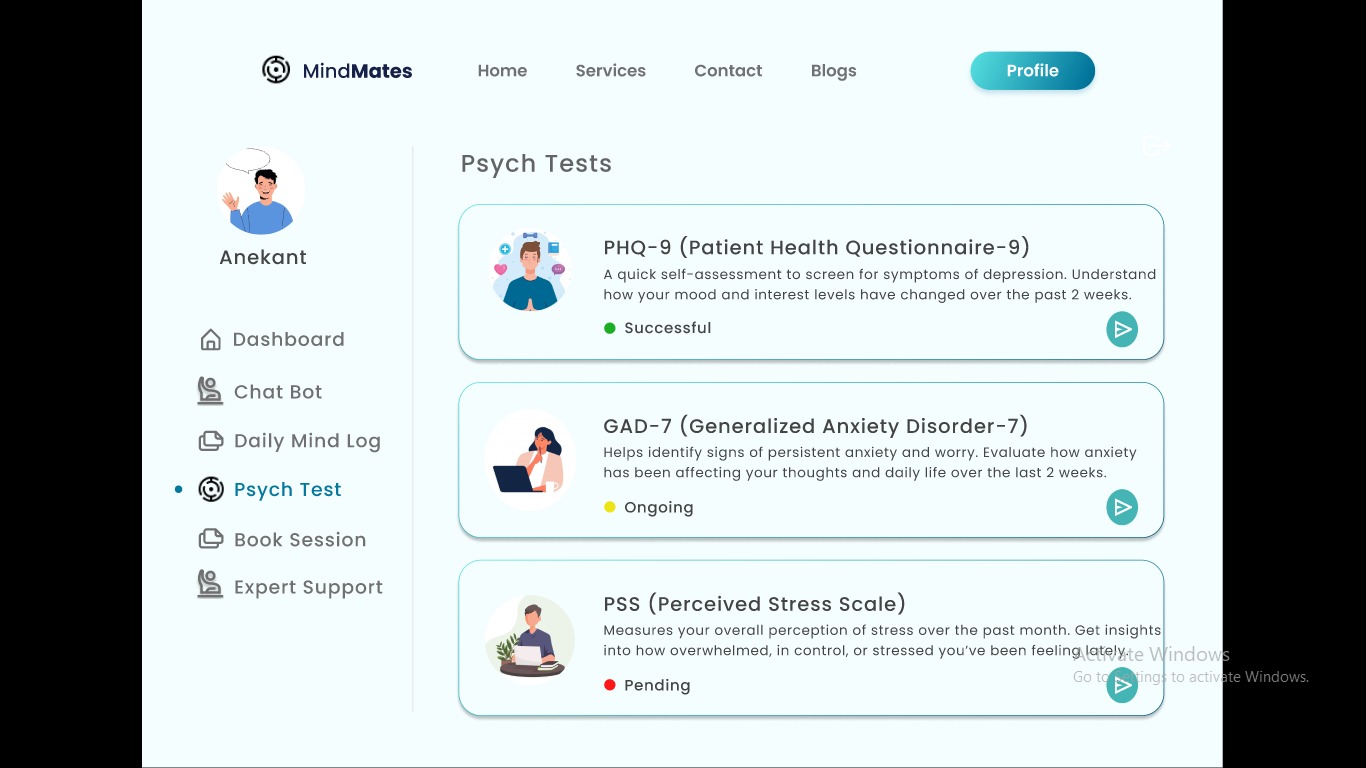 MindMates
Home
Services
Contact
Blogs
Profile
Anekant
Dashboard
Chat Bot
Daily Mind Log
Psych Test
Book Session
Expert Support
Psych Tests
PHQ-9 (Patient Health Questionnaire-9)
A quick self-assessment to screen for symptoms of depression. Understand
how your mood and interest levels have changed over the past 2 weeks.
Successful
GAD-7 (Generalized Anxiety Disorder-7)
Helps identify signs of persistent anxiety and worry. Evaluate how anxiety
has been affecting your thoughts and daily life over the last 2 weeks.
Ongoing
PSS (Perceived Stress Scale)
Measures your overall perception of stress over the past month. Get insights
into how overwhelmed, in control, or stressed you’ve been feeling lately.
Pending
Activate Windows
Go to Settings to activate Windows.